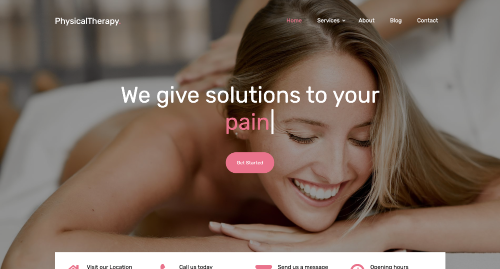 PhysicalTherapy
Home Services About Blog Contact
We give solutions to your
pain
Get Started
Visit our Location Call us today Send us a message Opening hours